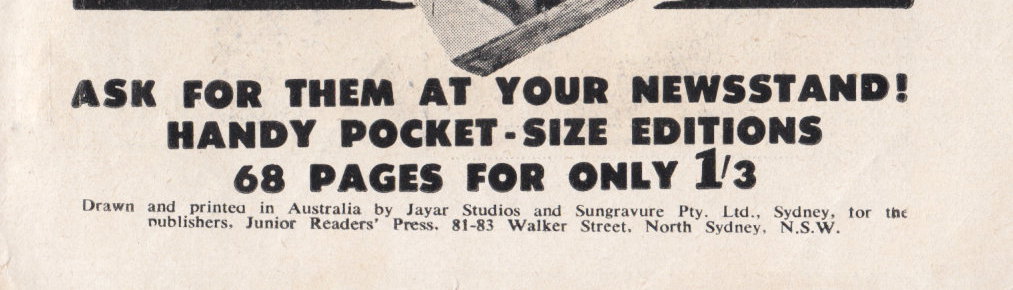 ASK FOR THEM AT YOUR NEWSSTAND!
HANDY POCKET-SIZE EDITIONS
68 PAGES FOR ONLY 1/3
Drawn and printed in Australia by Jayar Studios and Sungravure Pty. Ltd., Sydney, for the
publishers, Junior Readers' Press, 81-83 Walker Street, North Sydney, N.S.W.